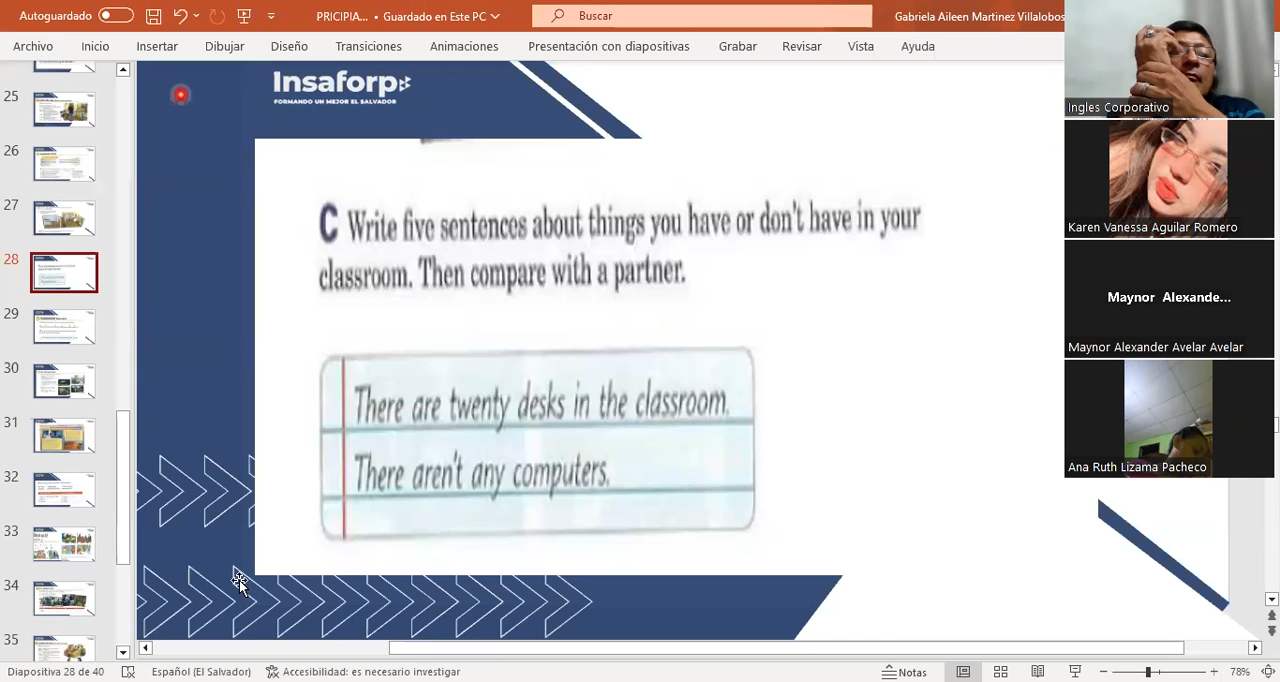 Autoguardado
PRICIPIA... • Guardado en Este PC
Buscar
Gabriela Aileen Martinez Villalobos
Archivo Inicio Insertar Dibujar Diseño Transiciones Animaciones Presentación con diapositivas Grabar Revisar Vista Ayuda
25
26
27
28
29
30
31
32
33
34
35
Insaforp
FORMANDO UN MEJOR EL SALVADOR
C Write five sentences about things you have or don't have in your
classroom. Then compare with a partner.
There are twenty desks in the classroom.
There aren't any computers.
Ingles Corporativo
Karen Vanessa Aguilar Romero
Maynor Alexande...
Maynor Alexander Avelar Avelar
Ana Ruth Lizama Pacheco
Diapositiva 28 de 40 Español (El Salvador) Accesibilidad: es necesario investigar Notas 78%